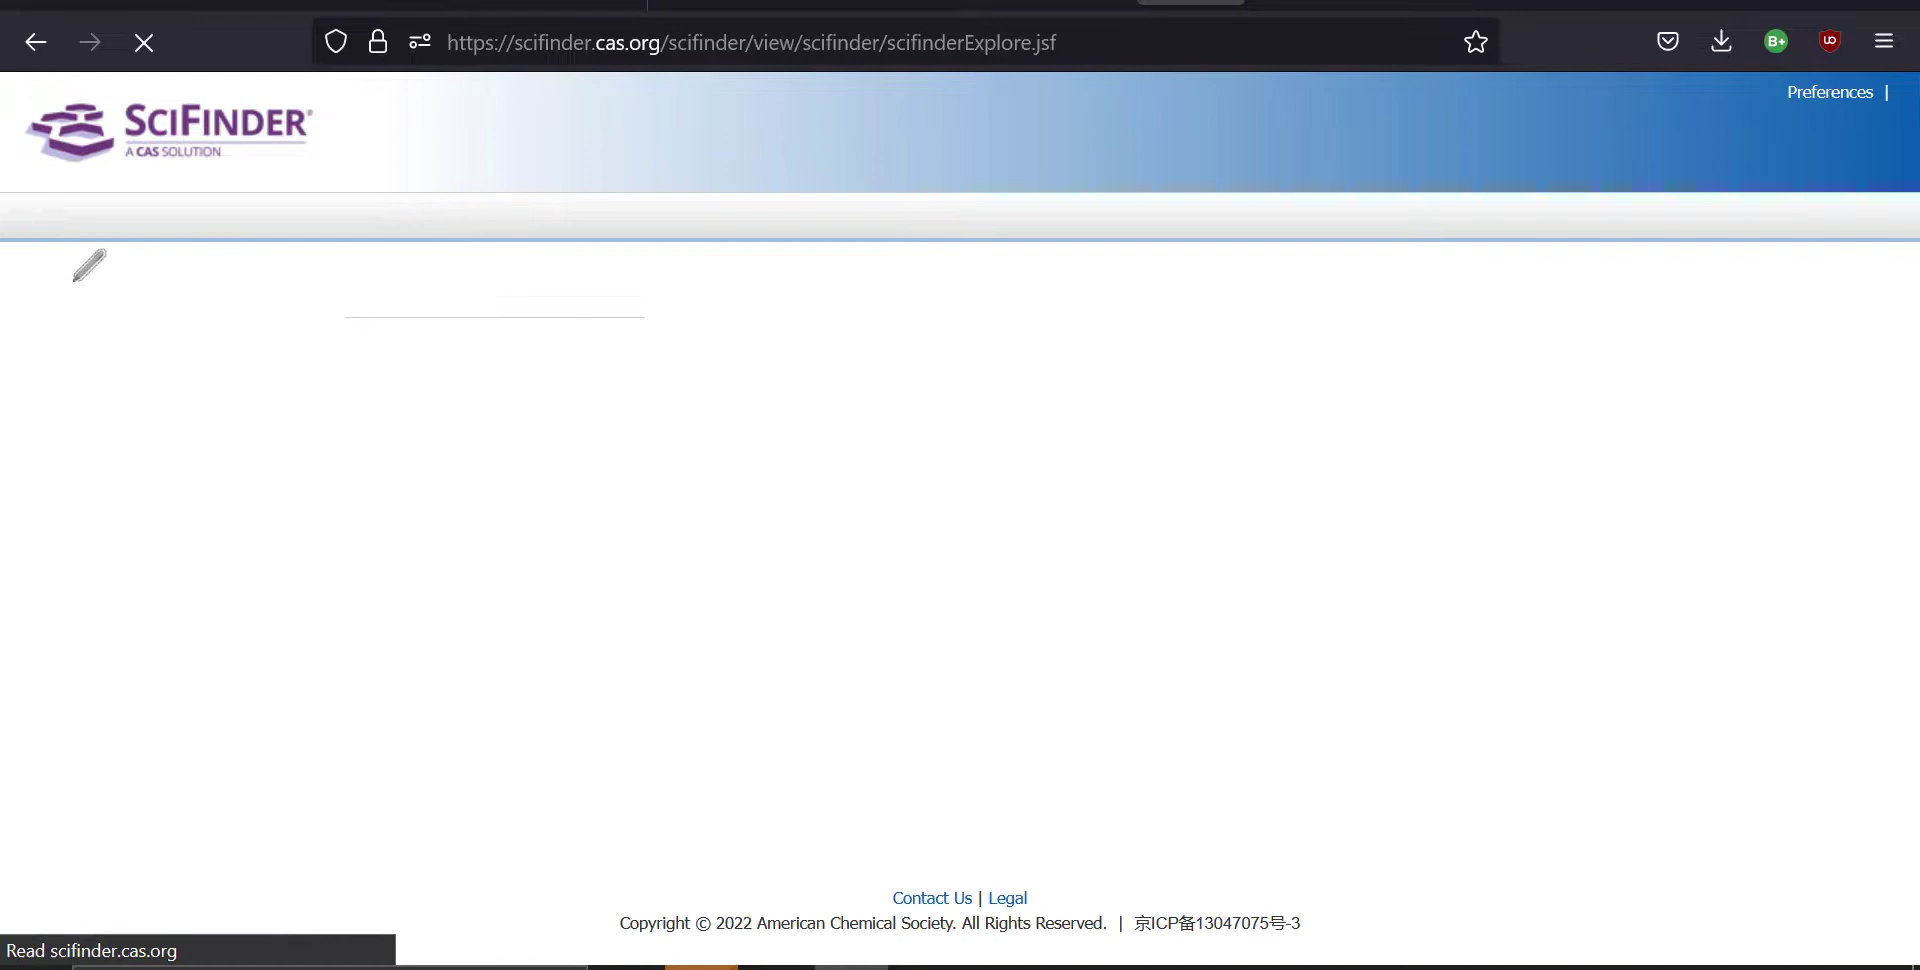 https://scifinder.cas.org/scifinder/view/scifinder/scifinderExplore.jsf
B+
UO
Preferences |
SCIFINDER®
A CAS SOLUTION
Contact Us | Legal
Copyright © 2022 American Chemical Society. All Rights Reserved. | 京ICP备13047075号-3
Read scifinder.cas.org